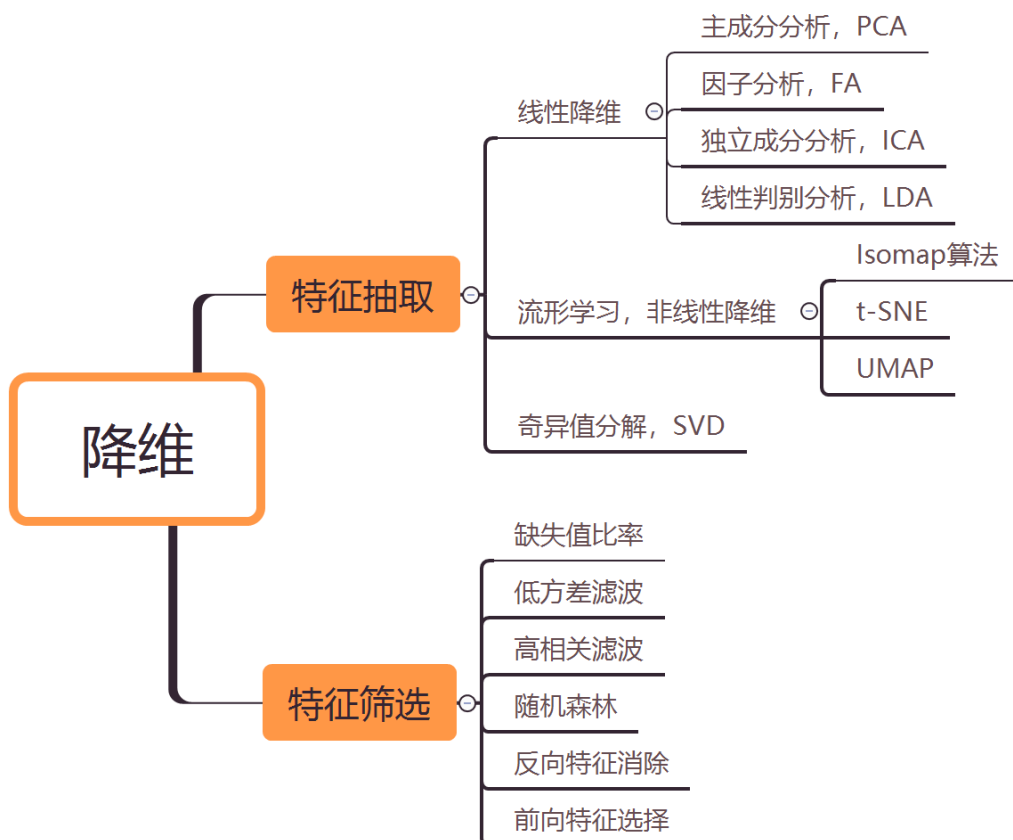 降维
特征抽取
线性降维
主成分分析，PCA
因子分析，FA
独立成分分析，ICA
线性判别分析，LDA
流形学习，非线性降维
Isomap算法
t-SNE
UMAP
奇异值分解，SVD
特征筛选
缺失值比率
低方差滤波
高相关滤波
随机森林
反向特征消除
前向特征选择